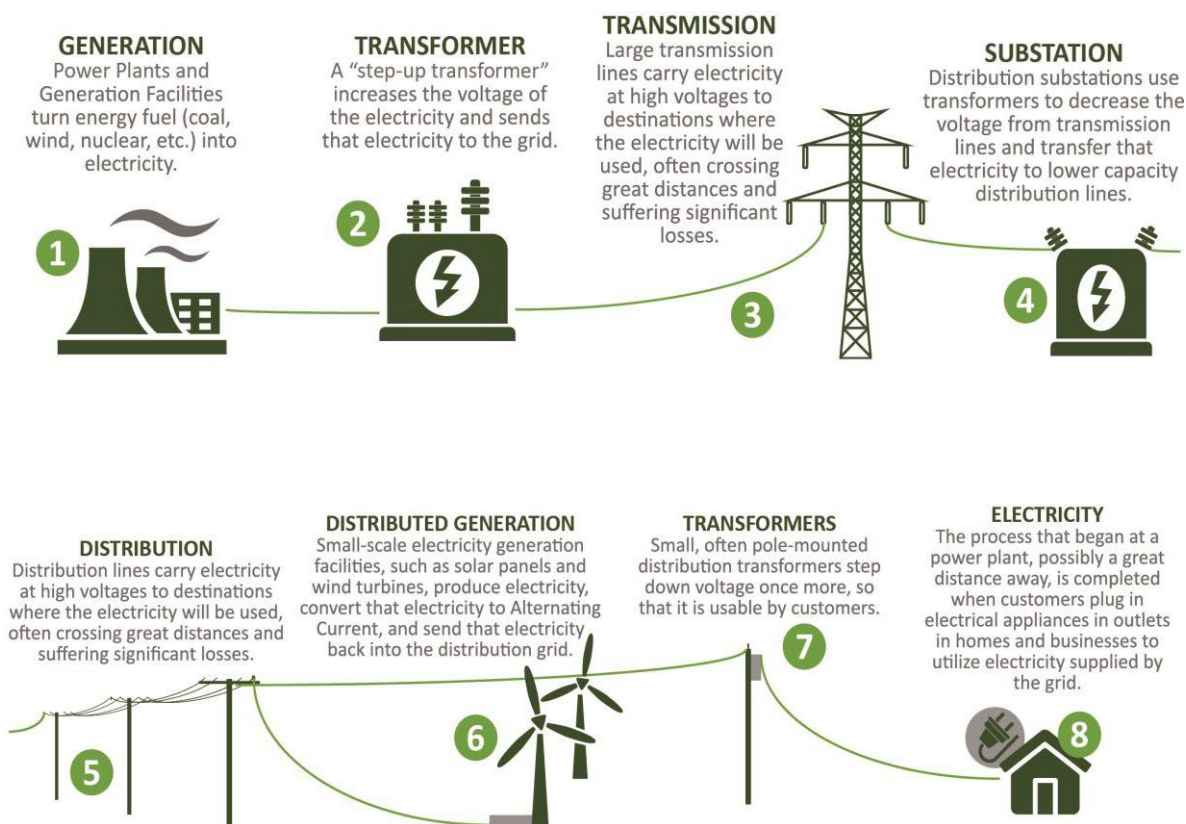 GENERATION
Power Plants and
Generation Facilities
turn energy fuel (coal,
wind, nuclear, etc.) into
electricity.
1
TRANSFORMER
A “step-up transformer”
increases the voltage of
the electricity and sends
that electricity to the grid.
2
TRANSMISSION
Large transmission
lines carry electricity
at high voltages to
destinations where
the electricity will be
used, often crossing
great distances and
suffering significant
losses.
3
SUBSTATION
Distribution substations use
transformers to decrease the
voltage from transmission
lines and transfer that
electricity to lower capacity
distribution lines.
4
DISTRIBUTION
Distribution lines carry electricity
at high voltages to destinations
where the electricity will be used,
often crossing great distances and
suffering significant losses.
5
DISTRIBUTED GENERATION
Small-scale electricity generation
facilities, such as solar panels and
wind turbines, produce electricity,
convert that electricity to Alternating
Current, and send that electricity
back into the distribution grid.
6
TRANSFORMERS
Small, often pole-mounted
distribution transformers step
down voltage once more, so
that it is usable by customers.
7
ELECTRICITY
The process that began at a
power plant, possibly a great
distance away, is completed
when customers plug in
electrical appliances in outlets
in homes and businesses to
utilize electricity supplied by
the grid.
8